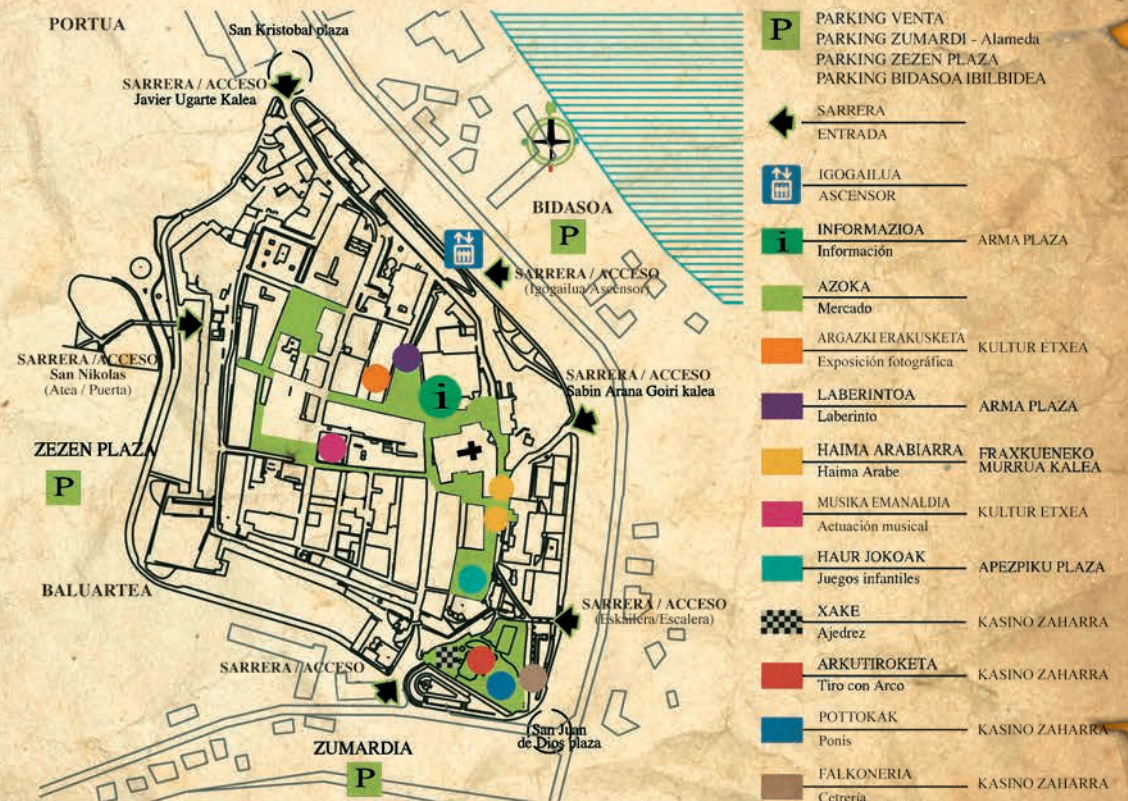 PORTUA
San Kristobal plaza
SARRERA / ACCESO
Javier Ugarte Kalea
BIDASOA
P
SARRERA / ACCESO
(Igogailua/Ascensor)
SARRERA /ACCESO
San Nikolas
(Atea / Puerta)
SARRERA / ACCESO
Sabin Arana Goiri kalea
i
ZEZEN PLAZA
P
BALUARTEA
SARRERA / ACCESO
(Eskailera/Escalera)
SARRERA / ACCESO
San Juan
de Dios plaza
ZUMARDIA
P
P
PARKING VENTA
PARKING ZUMARDI - Alameda
PARKING ZEZEN PLAZA
PARKING BIDASOA IBILBIDEA
SARRERA
ENTRADA
IGOGAILUA
ASCENSOR
i
INFORMAZIOA
Información
ARMA PLAZA
AZOKA
Mercado
ARGAZKI ERAKUSKETA
Exposición fotográfica
KULTUR ETXEA
LABERINTOA
Laberinto
ARMA PLAZA
HAIMA ARABIARRA
Haima Arabe
FRAXKUENEKO
MURRUA KALEA
MUSIKA EMANALDIA
Actuación musical
KULTUR ETXEA
HAUR JOKOAK
Juegos infantiles
APEZPIKU PLAZA
XAKE
Ajedrez
KASINO ZAHARRA
ARKUTIROKETA
Tiro con Arco
KASINO ZAHARRA
POTTOKAK
Ponis
KASINO ZAHARRA
FALKONERIA
Cetrería
KASINO ZAHARRA